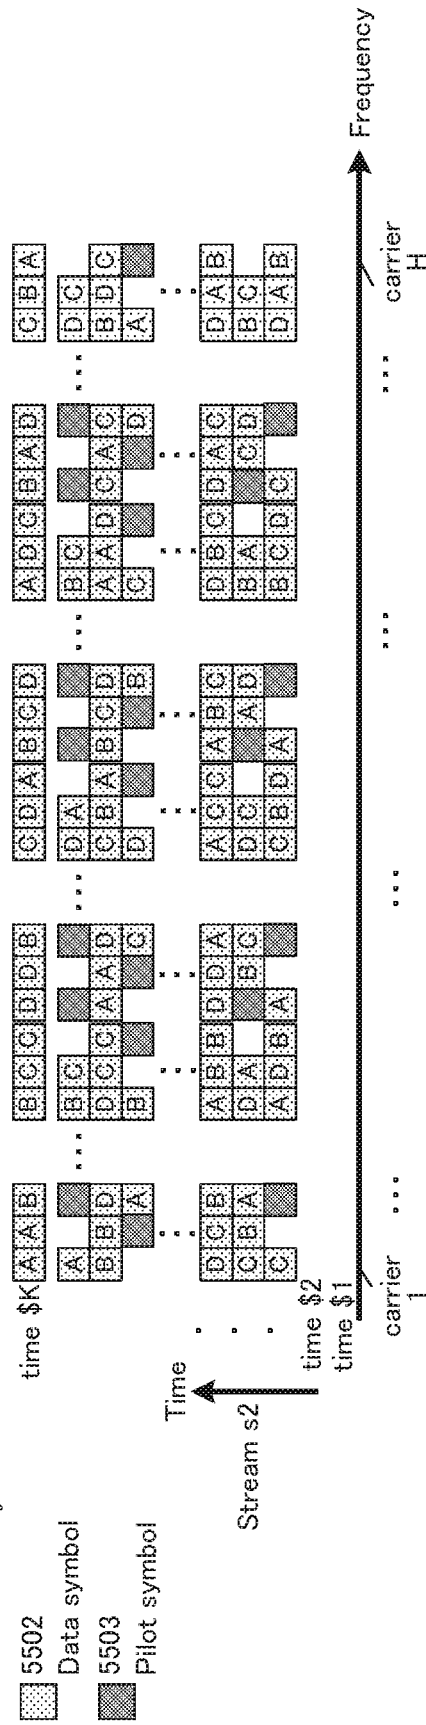 5502
Data symbol
5503
Pilot symbol
time $K A A B B C C D D B C D A B C D A D C B A D C B A
A B C D A B C D C
B B D D C C A A D C B A B C D A A D C A C B D C
A B C D B C D A
D C B A B B D D A A C C A B C D B C D A C D A B
C B A D A B C D C A D B A C D B C
C A D B A C B D A B C D C D A B
Time
Stream s2
time $2
time $1
Frequency
carrier
1
carrier
H